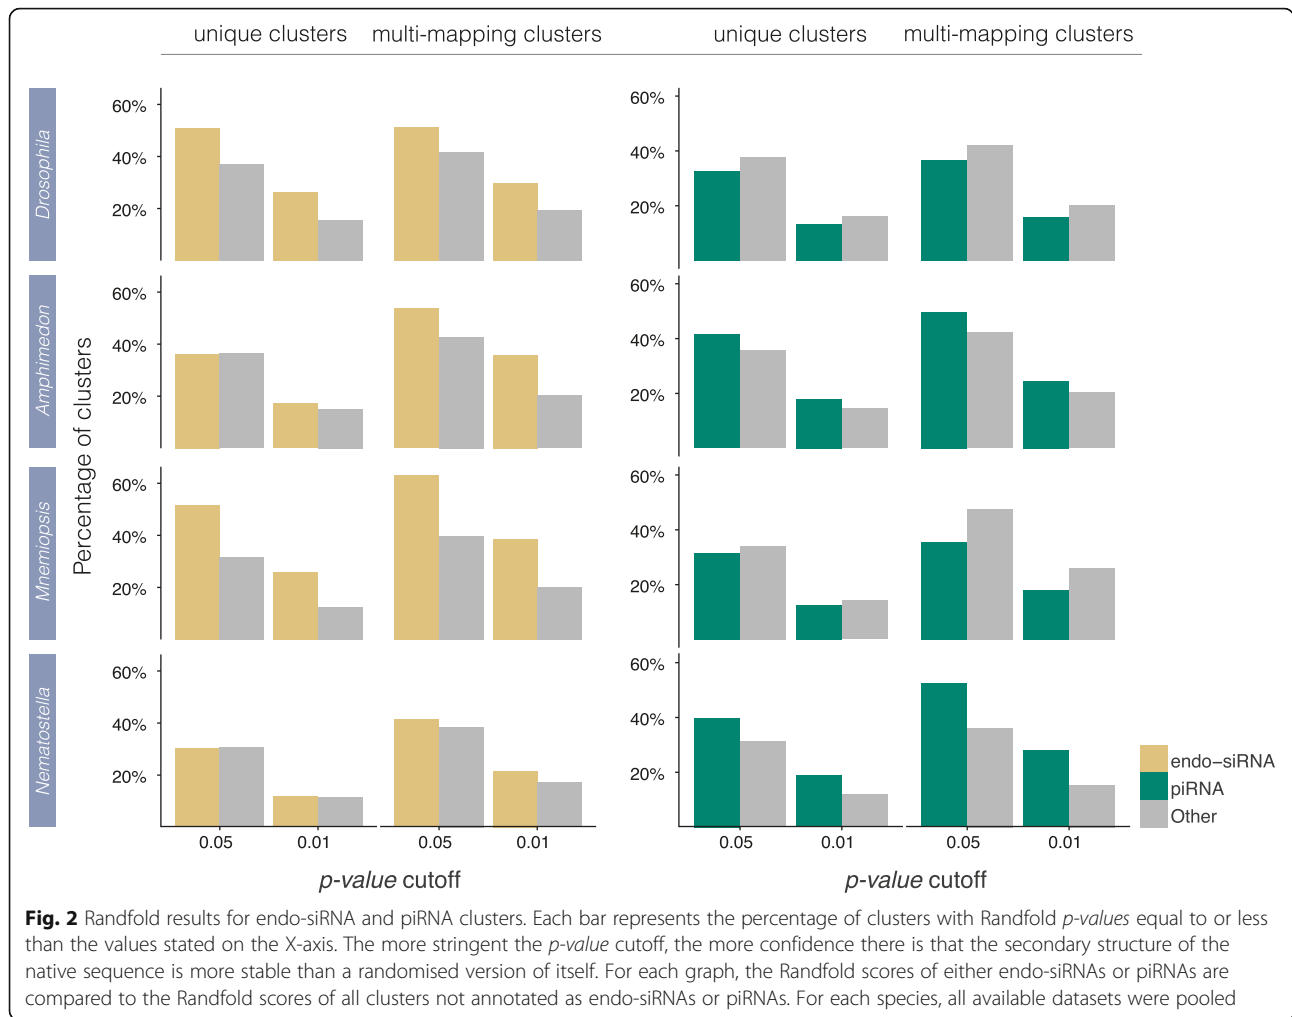 unique clusters multi-mapping clusters unique clusters multi-mapping clusters
Drosophila
60% 60%
40% 40%
20% 20%
Amphimedon
60% 60%
40% 40%
20% 20%
Percentage of clusters
Mnemiopsis
60% 60%
40% 40%
20% 20%
Nematostella
60% 60%
40% 40%
20% 20%
endo-siRNA
piRNA
Other
0.05 0.01 0.05 0.01 0.05 0.01 0.05 0.01
p-value cutoff p-value cutoff
Fig. 2 Randfold results for endo-siRNA and piRNA clusters. Each bar represents the percentage of clusters with Randfold p-values equal to or less
than the values stated on the X-axis. The more stringent the p-value cutoff, the more confidence there is that the secondary structure of the
native sequence is more stable than a randomised version of itself. For each graph, the Randfold scores of either endo-siRNAs or piRNAs are
compared to the Randfold scores of all clusters not annotated as endo-siRNAs or piRNAs. For each species, all available datasets were pooled